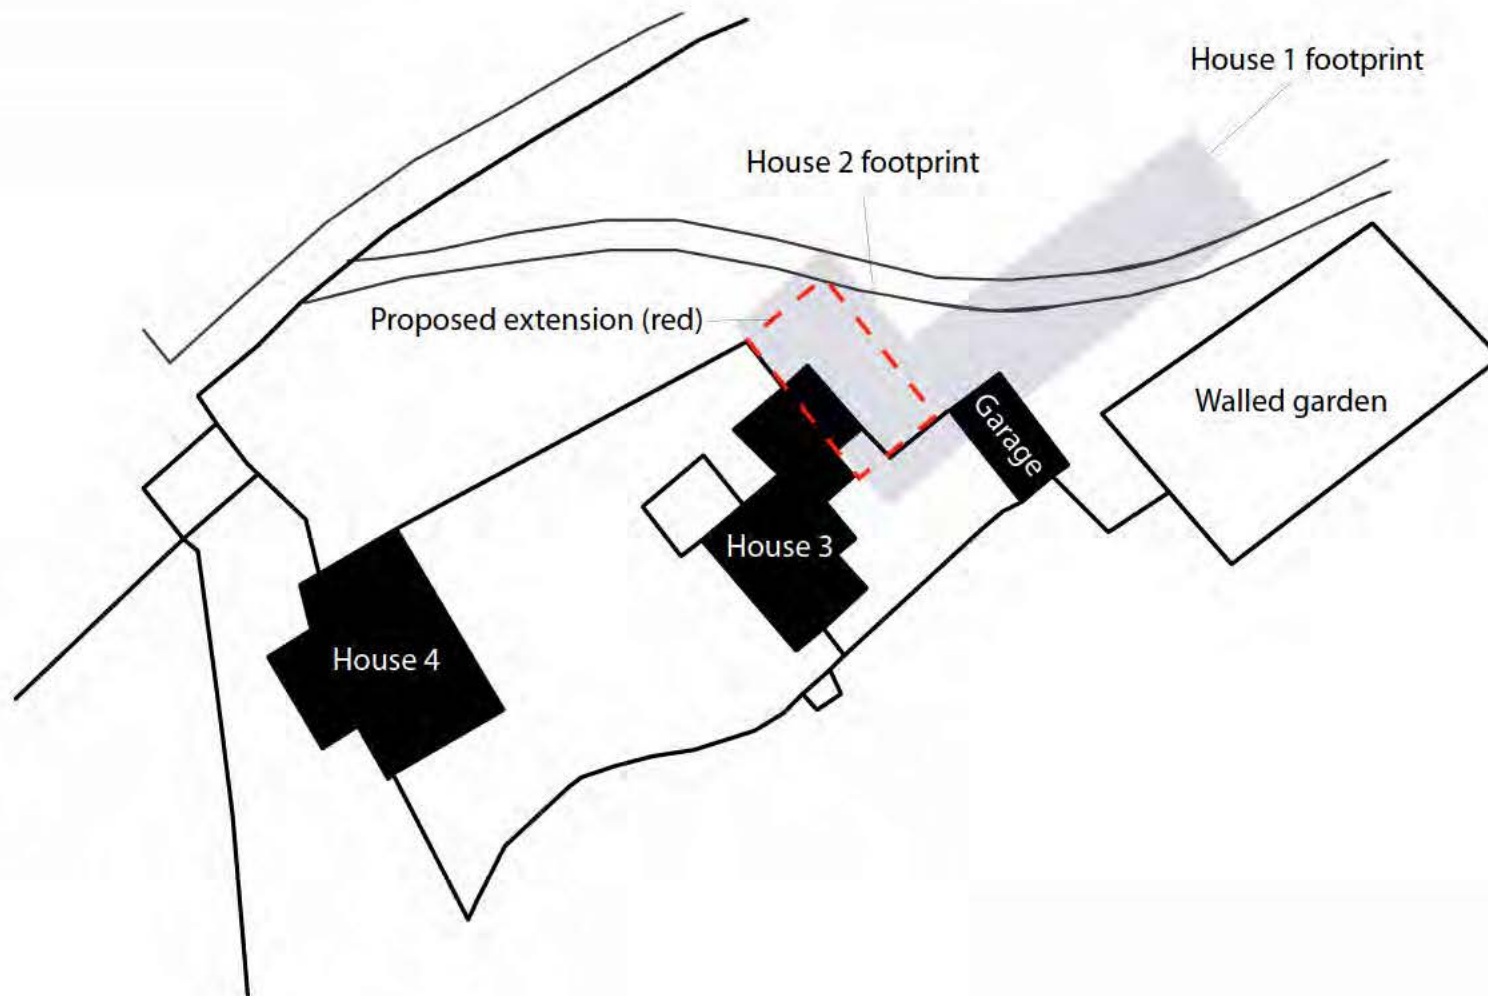 House 1 footprint
House 2 footprint
Proposed extension (red)
Garage
Walled garden
House 3
House 4